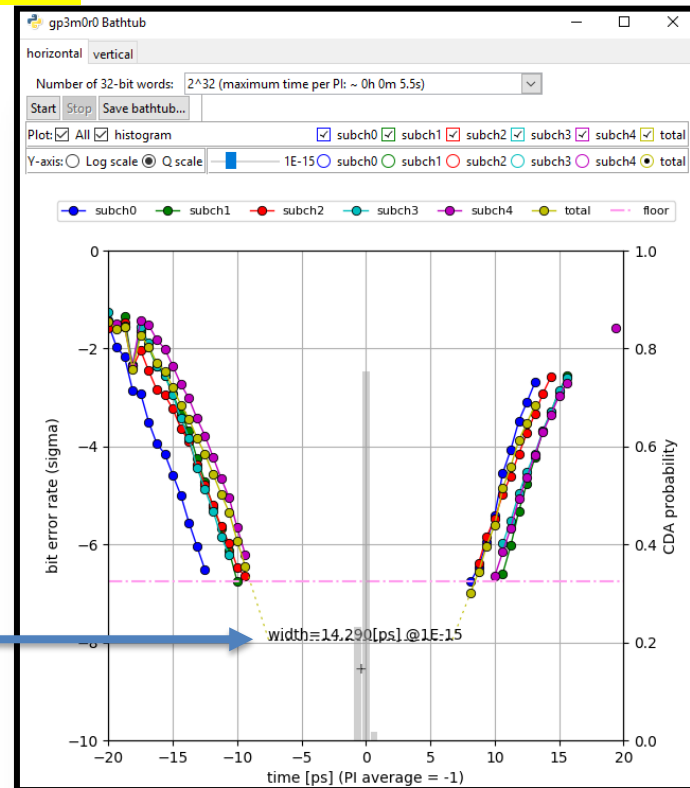 gp3m0r0 Bathtub
horizontal vertical
Number of 32-bit words: 2^32 (maximum time per PI: ~ 0h 0m 5.5s)
Start Stop Save bathtub...
Plot: All histogram subch0 subch1 subch2 subch3 subch4 total
Y-axis: Log scale Q scale 1E-15 subch0 subch1 subch2 subch3 subch4 total
subch0 subch1 subch2 subch3 subch4 total floor
0 1.0
−2 0.8
−4 0.6
−6 0.4
−8 0.2
−10 0.0
bit error rate (sigma)
CDA probability
width=14.290[ps] @1E-15
−20 −15 −10 −5 0 5 10 15 20
time [ps] (PI average = -1)